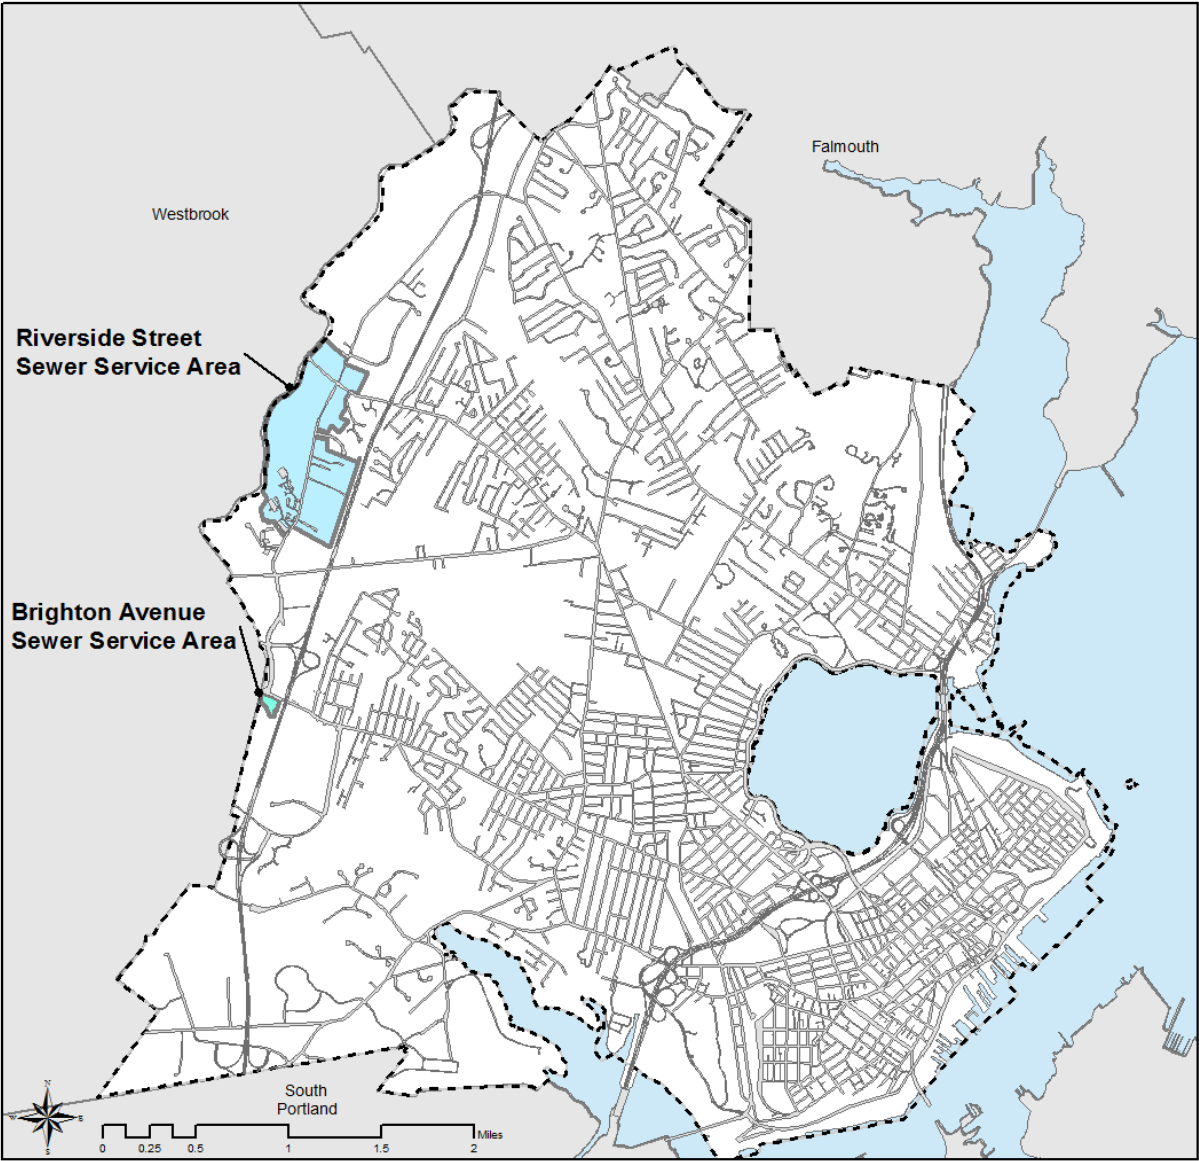 Falmouth
Westbrook
Riverside Street
Sewer Service Area
Brighton Avenue
Sewer Service Area
South
Portland
N
W
E
S
Miles
0
0.25
0.5
1
1.5
2